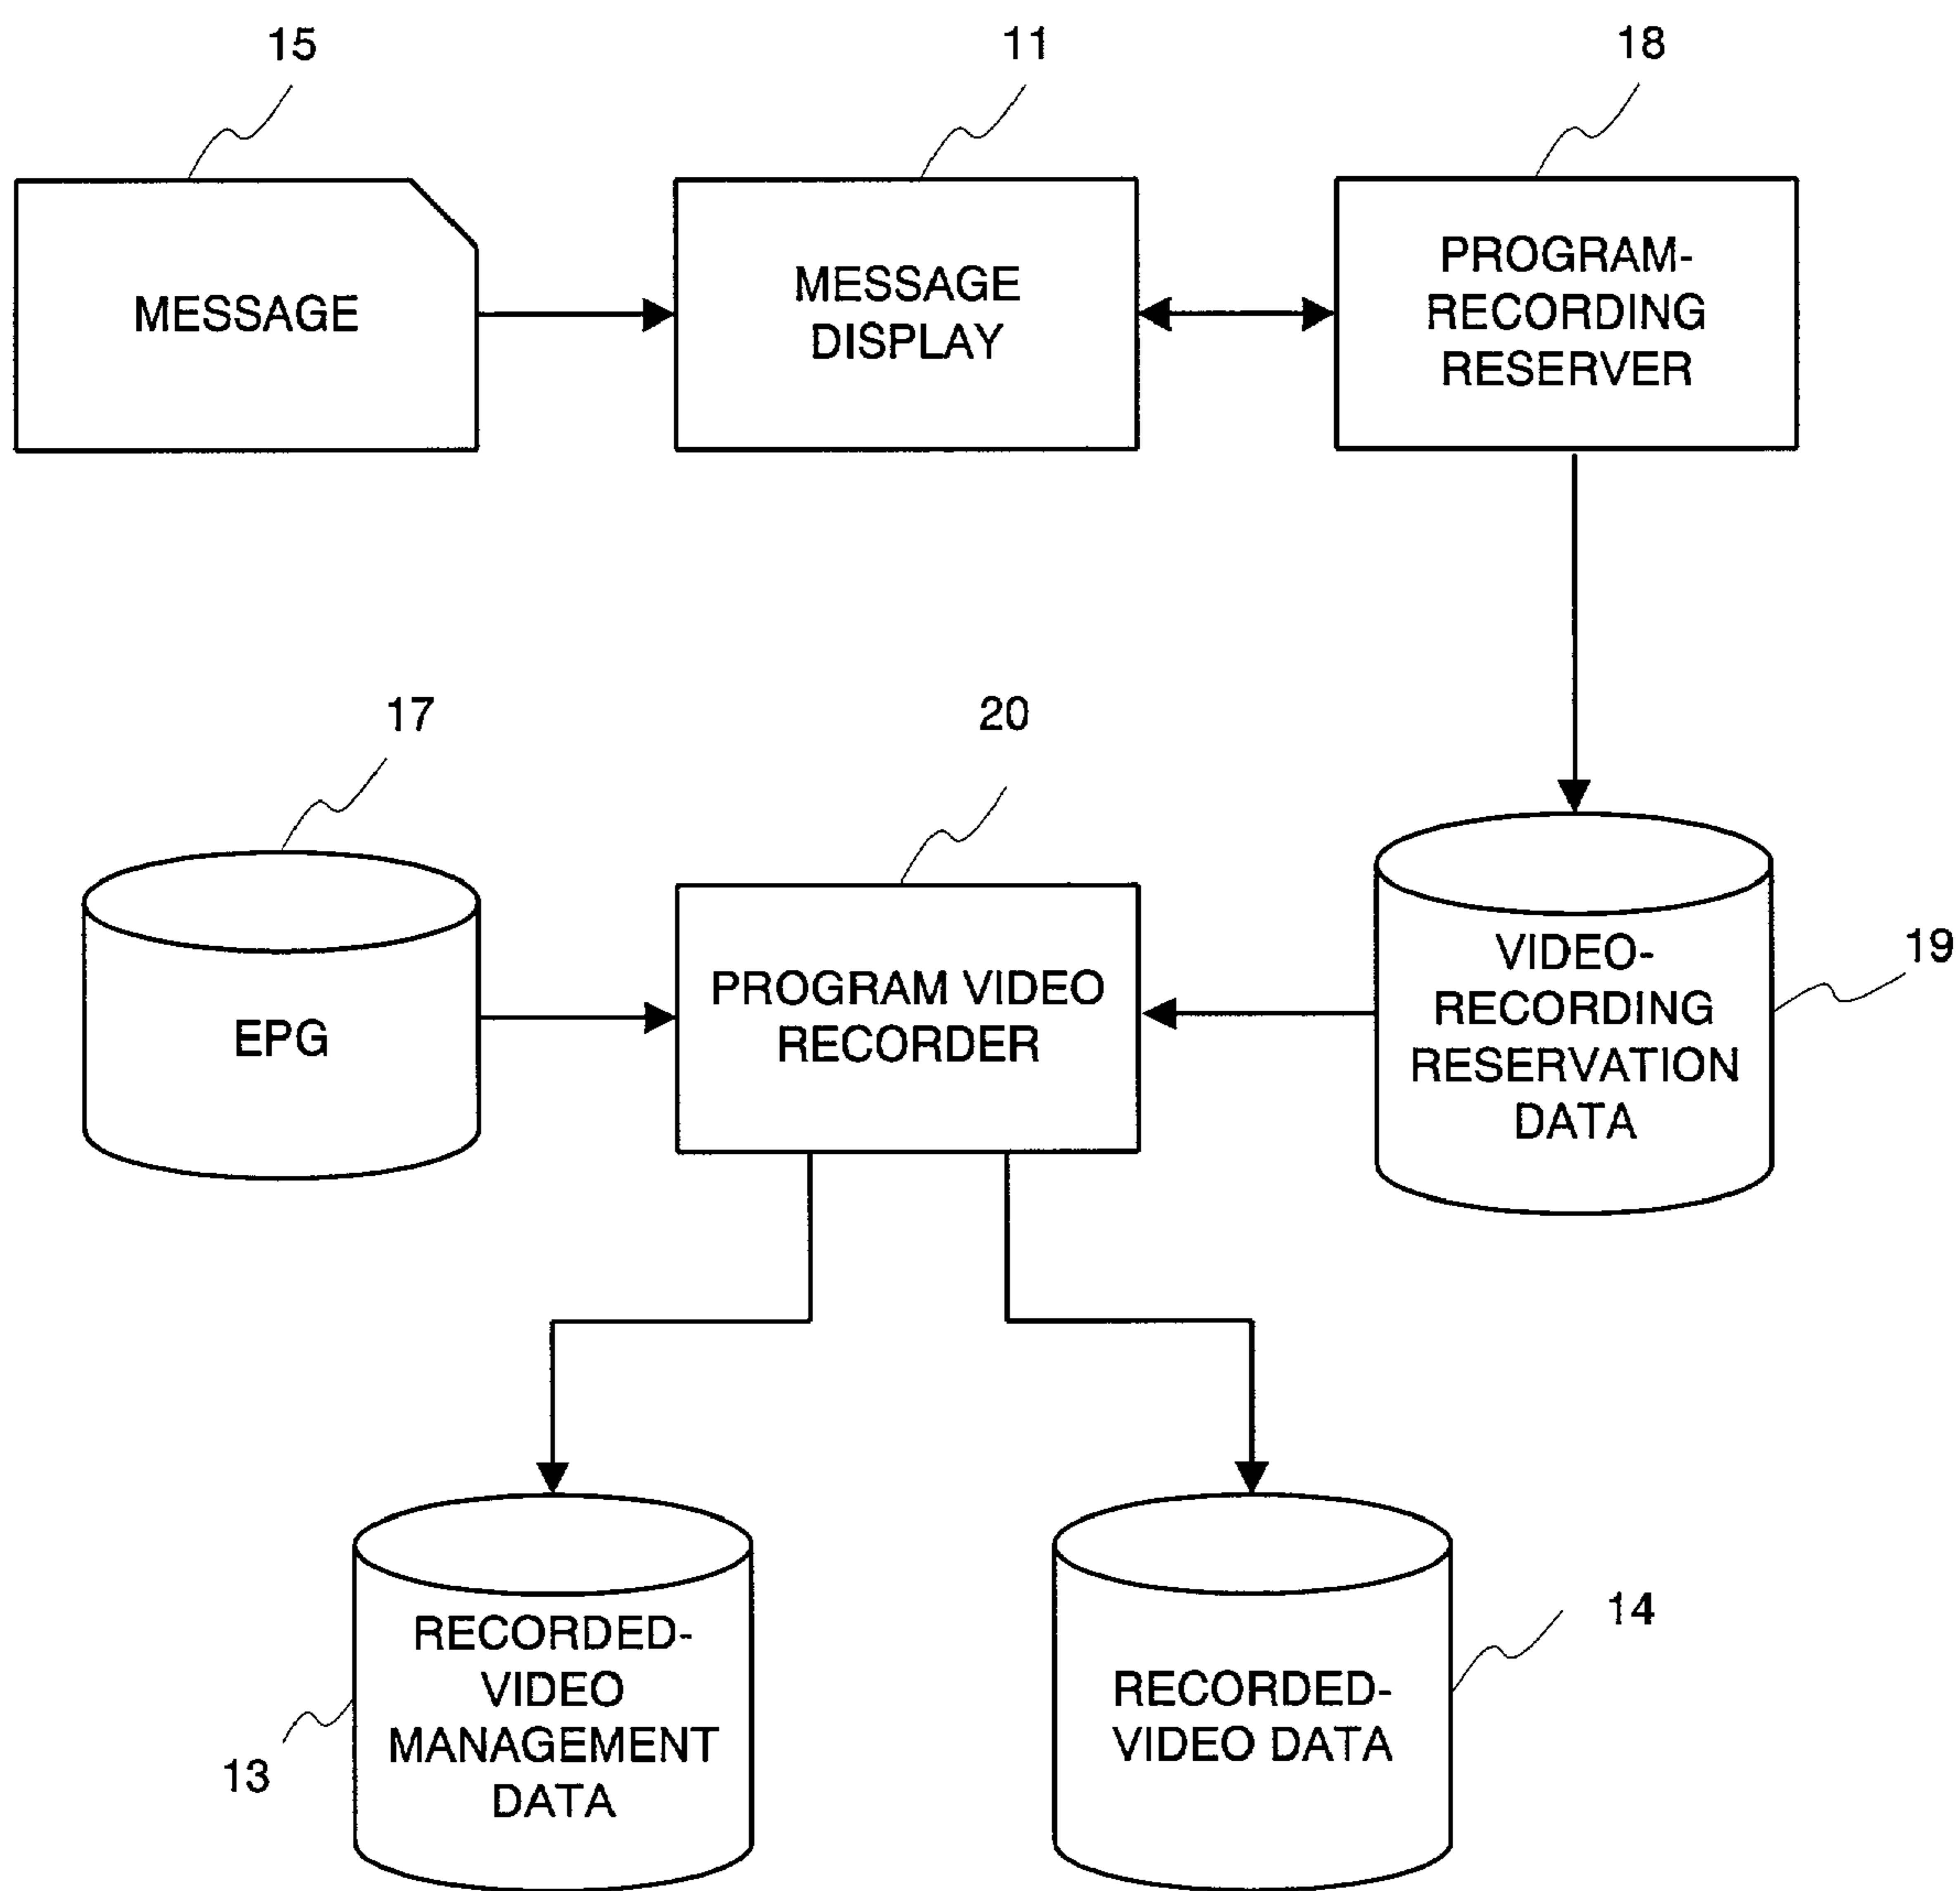 15
11
18
MESSAGE
MESSAGE
DISPLAY
PROGRAM-
RECORDING
RESERVER
17
20
19
EPG
PROGRAM VIDEO
RECORDER
VIDEO-
RECORDING
RESERVATION
DATA
RECORDED-
VIDEO
MANAGEMENT
DATA
13
RECORDED-
VIDEO DATA
14